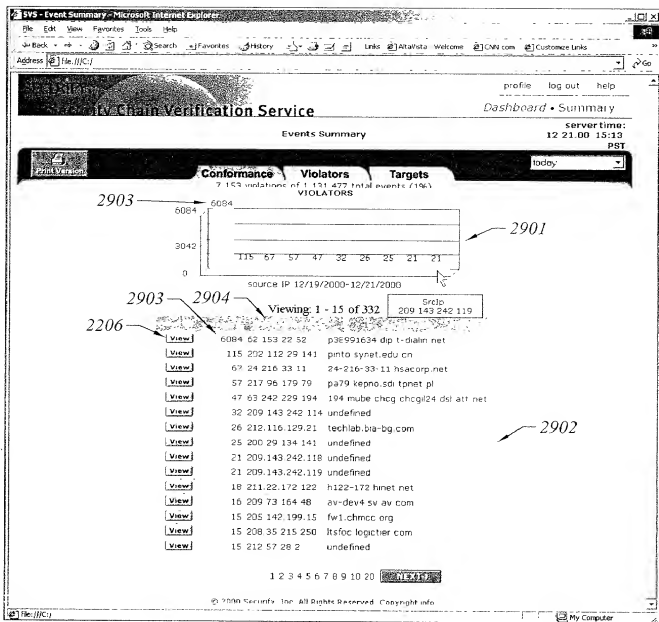 SVS - Event Summary - Microsoft Internet Explorer
File Edit View Favorites Tools Help
Back Search Favorites History Links AltaVista Welcome CNN com Customize Links
Address file.///C:/ Go
profile log out help
Chain Verification Service
Dashboard • Summary
Events Summary
server time:
12 21.00 15:13
PST
Print Version
Conformance Violators Targets
today
7 153 violations of 1 131 477 total events (1%)
VIOLATORS
2903
6084
6084
2901
3042
115 67 57 47 32 26 25 21 21
0
source IP 12/19/2000-12/21/2000
SrcIp
209 143 242 119
2903 2904
Viewing: 1 - 15 of 332
2206
View 6084 62 153 22 52 p3E991634 dip t-dialin net
View 115 202 112 29 141 pinto synet.edu cn
View 67 24 216 33 11 24-216-33-11 hsacorp.net
View 57 217 96 179 79 pa79 kepno.sdi tpnet pl
View 47 63 242 229 194 194 mube chcg chcgil24 dsl att net
View 32 209 143 242 114 undefined
View 26 212.116.129.21 techlab.bia-bg.com
2902
View 25 200 29 134 141 undefined
View 21 209.143 242.118 undefined
View 21 209.143.242.119 undefined
View 18 211.22.172 122 h122-172 hinet net
View 16 209 73 164 48 av-dev4 sv av com
View 15 205 142.199.15 fw1.chmcc org
View 15 208 35 215 250 ltsfoc logictier com
View 15 212 57 28 2 undefined
1 2 3 4 5 6 7 8 9 10 20 NEXT
© 2000 Securify, Inc. All Rights Reserved. Copyright info
file:///C:/ My Computer